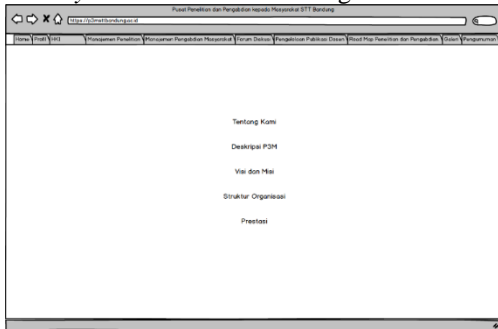 Pusat Penelitian dan Pengabdian kepada Masyarakat STT Bandung
https://p3msttbandung.ac.id
Home Profil HKI Manajemen Penelitian Manajemen Pengabdian Masyarakat Forum Diskusi Pengelolaan Publikasi Dosen Road Map Penelitian dan Pengabdian Galeri Pengumuman
Tentang Kami
Deskripsi P3M
Visi dan Misi
Struktur Organisasi
Prestasi